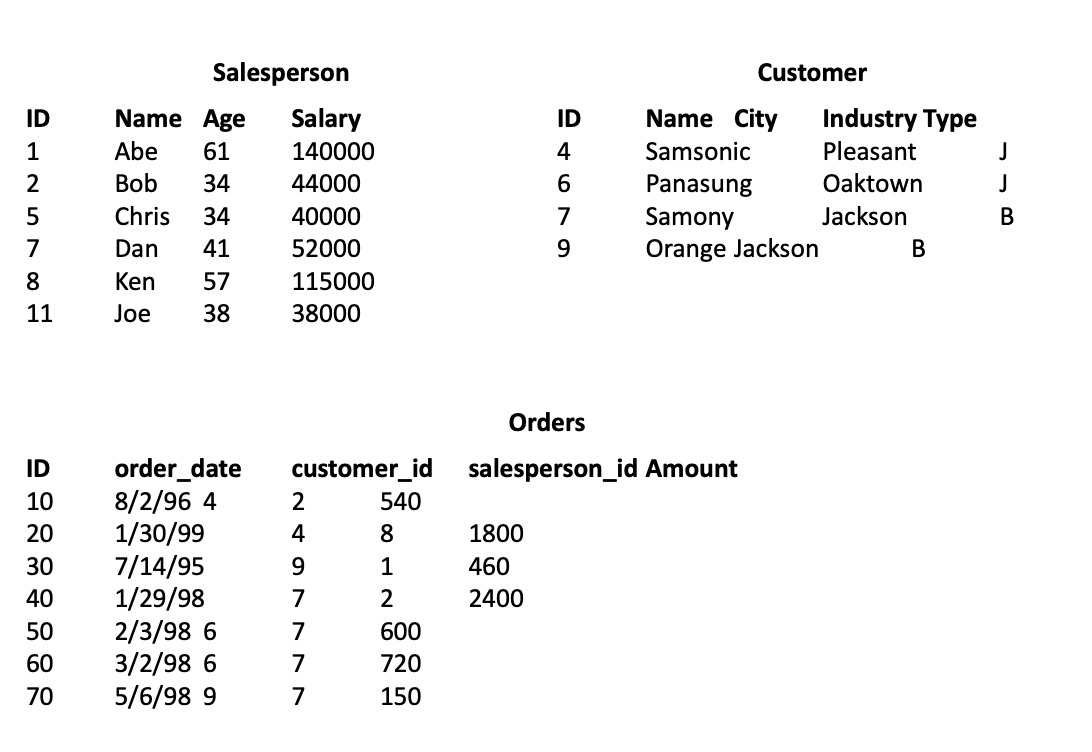 Salesperson
ID Name Age Salary
1 Abe 61 140000
2 Bob 34 44000
5 Chris 34 40000
7 Dan 41 52000
8 Ken 57 115000
11 Joe 38 38000
Customer
ID Name City Industry Type
4 Samsonic Pleasant J
6 Panasung Oaktown J
7 Samony Jackson B
9 Orange Jackson B
Orders
ID order_date customer_id salesperson_id Amount
10 8/2/96 4 2 540
20 1/30/99 4 8 1800
30 7/14/95 9 1 460
40 1/29/98 7 2 2400
50 2/3/98 6 7 600
60 3/2/98 6 7 720
70 5/6/98 9 7 150